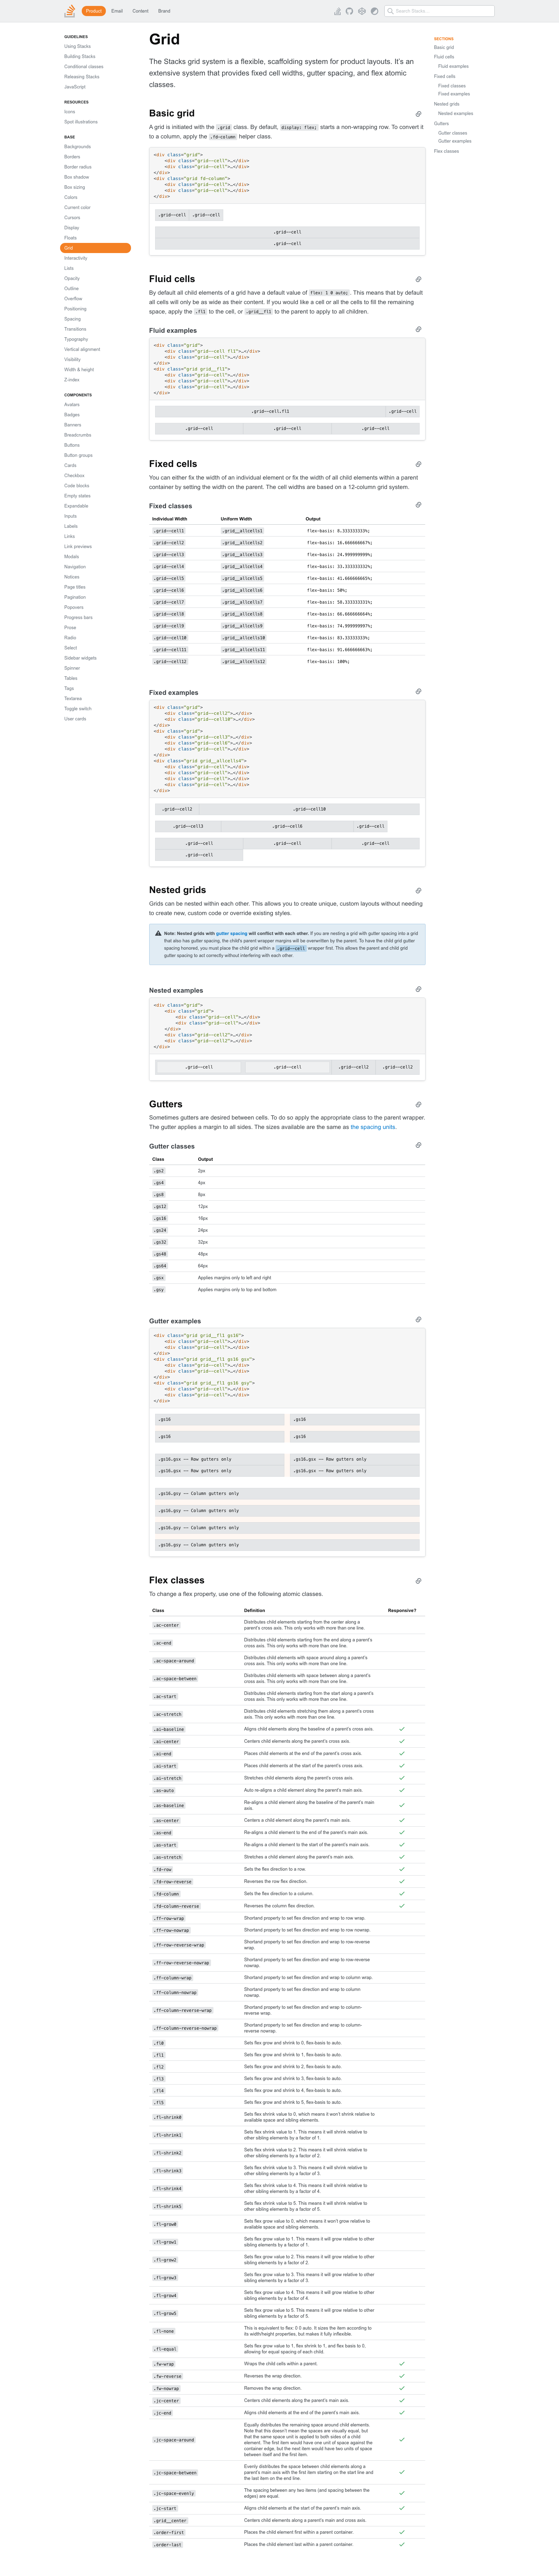 Product Email Content Brand
Search Stacks…
GUIDELINES
Using Stacks
Building Stacks
Conditional classes
Releasing Stacks
JavaScript
RESOURCES
Icons
Spot illustrations
BASE
Backgrounds
Borders
Border radius
Box shadow
Box sizing
Colors
Current color
Cursors
Display
Floats
Grid
Interactivity
Lists
Opacity
Outline
Overflow
Positioning
Spacing
Transitions
Typography
Vertical alignment
Visibility
Width & height
Z-index
COMPONENTS
Avatars
Badges
Banners
Breadcrumbs
Buttons
Button groups
Cards
Checkbox
Code blocks
Empty states
Expandable
Inputs
Labels
Links
Link previews
Modals
Navigation
Notices
Page titles
Pagination
Popovers
Progress bars
Prose
Radio
Select
Sidebar widgets
Spinner
Tables
Tags
Textarea
Toggle switch
User cards
Grid
The Stacks grid system is a flexible, scaffolding system for product layouts. It's an
extensive system that provides fixed cell widths, gutter spacing, and flex atomic
classes.
Basic grid
A grid is initiated with the .grid class. By default, display: flex; starts a non-wrapping row. To convert it
to a column, apply the .fd-column helper class.
<div class="grid">
<div class="grid--cell">…</div>
<div class="grid--cell">…</div>
</div>
<div class="grid fd-column">
<div class="grid--cell">…</div>
<div class="grid--cell">…</div>
</div>
.grid--cell .grid--cell
.grid--cell
.grid--cell
Fluid cells
By default all child elements of a grid have a default value of flex: 1 0 auto; . This means that by default
all cells will only be as wide as their content. If you would like a cell or all the cells to fill the remaining
space, apply the .fl1 to the cell, or .grid__fl1 to the parent to apply to all children.
Fluid examples
<div class="grid">
<div class="grid--cell fl1">…</div>
<div class="grid--cell">…</div>
</div>
<div class="grid grid__fl1">
<div class="grid--cell">…</div>
<div class="grid--cell">…</div>
<div class="grid--cell">…</div>
</div>
.grid--cell.fl1 .grid--cell
.grid--cell .grid--cell .grid--cell
Fixed cells
You can either fix the width of an individual element or fix the width of all child elements within a parent
container by setting the width on the parent. The cell widths are based on a 12-column grid system.
Fixed classes
Individual Width Uniform Width Output
.grid--cell1 .grid__allcells1 flex-basis: 8.333333333%;
.grid--cell2 .grid__allcells2 flex-basis: 16.666666667%;
.grid--cell3 .grid__allcells3 flex-basis: 24.999999999%;
.grid--cell4 .grid__allcells4 flex-basis: 33.333333332%;
.grid--cell5 .grid__allcells5 flex-basis: 41.666666665%;
.grid--cell6 .grid__allcells6 flex-basis: 50%;
.grid--cell7 .grid__allcells7 flex-basis: 58.333333331%;
.grid--cell8 .grid__allcells8 flex-basis: 66.666666664%;
.grid--cell9 .grid__allcells9 flex-basis: 74.999999997%;
.grid--cell10 .grid__allcells10 flex-basis: 83.33333333%;
.grid--cell11 .grid__allcells11 flex-basis: 91.666666663%;
.grid--cell12 .grid__allcells12 flex-basis: 100%;
Fixed examples
<div class="grid">
<div class="grid--cell2">…</div>
<div class="grid--cell10">…</div>
</div>
<div class="grid">
<div class="grid--cell3">…</div>
<div class="grid--cell6">…</div>
<div class="grid--cell">…</div>
</div>
<div class="grid grid__allcells4">
<div class="grid--cell">…</div>
<div class="grid--cell">…</div>
<div class="grid--cell">…</div>
<div class="grid--cell">…</div>
</div>
.grid--cell2 .grid--cell10
.grid--cell3 .grid--cell6 .grid--cell
.grid--cell .grid--cell .grid--cell
.grid--cell
Nested grids
Grids can be nested within each other. This allows you to create unique, custom layouts without needing
to create new, custom code or override existing styles.
Note: Nested grids with gutter spacing will conflict with each other. If you are nesting a grid with gutter spacing into a grid
that also has gutter spacing, the child's parent wrapper margins will be overwritten by the parent. To have the child grid gutter
spacing honored, you must place the child grid within a .grid--cell wrapper first. This allows the parent and child grid
gutter spacing to act correctly without interfering with each other.
Nested examples
<div class="grid">
<div class="grid">
<div class="grid--cell">…</div>
<div class="grid--cell">…</div>
</div>
<div class="grid--cell2">…</div>
<div class="grid--cell2">…</div>
</div>
.grid--cell .grid--cell .grid--cell2 .grid--cell2
Gutters
Sometimes gutters are desired between cells. To do so apply the appropriate class to the parent wrapper.
The gutter applies a margin to all sides. The sizes available are the same as the spacing units.
Gutter classes
Class Output
.gs2 2px
.gs4 4px
.gs8 8px
.gs12 12px
.gs16 16px
.gs24 24px
.gs32 32px
.gs48 48px
.gs64 64px
.gsx Applies margins only to left and right
.gsy Applies margins only to top and bottom
Gutter examples
<div class="grid grid__fl1 gs16">
<div class="grid--cell">…</div>
<div class="grid--cell">…</div>
</div>
<div class="grid grid__fl1 gs16 gsx">
<div class="grid--cell">…</div>
<div class="grid--cell">…</div>
</div>
<div class="grid grid__fl1 gs16 gsy">
<div class="grid--cell">…</div>
<div class="grid--cell">…</div>
</div>
.gs16 .gs16
.gs16 .gs16
.gs16.gsx -- Row gutters only .gs16.gsx -- Row gutters only
.gs16.gsx -- Row gutters only .gs16.gsx -- Row gutters only
.gs16.gsy -- Column gutters only
.gs16.gsy -- Column gutters only
.gs16.gsy -- Column gutters only
.gs16.gsy -- Column gutters only
Flex classes
To change a flex property, use one of the following atomic classes.
Class Definition Responsive?
.ac-center Distributes child elements starting from the center along a
parent's cross axis. This only works with more than one line.
.ac-end Distributes child elements starting from the end along a parent's
cross axis. This only works with more than one line.
.ac-space-around Distributes child elements with space around along a parent's
cross axis. This only works with more than one line.
.ac-space-between Distributes child elements with space between along a parent's
cross axis. This only works with more than one line.
.ac-start Distributes child elements starting from the start along a parent's
cross axis. This only works with more than one line.
.ac-stretch Distributes child elements stretching them along a parent's cross
axis. This only works with more than one line.
.ai-baseline Aligns child elements along the baseline of a parent's cross axis.
.ai-center Centers child elements along the parent's cross axis.
.ai-end Places child elements at the end of the parent's cross axis.
.ai-start Places child elements at the start of the parent's cross axis.
.ai-stretch Stretches child elements along the parent's cross axis.
.as-auto Auto re-aligns a child element along the parent's main axis.
.as-baseline Re-aligns a child element along the baseline of the parent's main
axis.
.as-center Centers a child element along the parent's main axis.
.as-end Re-aligns a child element to the end of the parent's main axis.
.as-start Re-aligns a child element to the start of the parent's main axis.
.as-stretch Stretches a child element along the parent's main axis.
.fd-row Sets the flex direction to a row.
.fd-row-reverse Reverses the row flex direction.
.fd-column Sets the flex direction to a column.
.fd-column-reverse Reverses the column flex direction.
.ff-row-wrap Shortand property to set flex direction and wrap to row wrap.
.ff-row-nowrap Shortand property to set flex direction and wrap to row nowrap.
.ff-row-reverse-wrap Shortand property to set flex direction and wrap to row-reverse
wrap.
.ff-row-reverse-nowrap Shortand property to set flex direction and wrap to row-reverse
nowrap.
.ff-column-wrap Shortand property to set flex direction and wrap to column wrap.
.ff-column-nowrap Shortand property to set flex direction and wrap to column
nowrap.
.ff-column-reverse-wrap Shortand property to set flex direction and wrap to column-
reverse wrap.
.ff-column-reverse-nowrap Shortand property to set flex direction and wrap to column-
reverse nowrap.
.fl0 Sets flex grow and shrink to 0, flex-basis to auto.
.fl1 Sets flex grow and shrink to 1, flex-basis to auto.
.fl2 Sets flex grow and shrink to 2, flex-basis to auto.
.fl3 Sets flex grow and shrink to 3, flex-basis to auto.
.fl4 Sets flex grow and shrink to 4, flex-basis to auto.
.fl5 Sets flex grow and shrink to 5, flex-basis to auto.
.fl-shrink0 Sets flex shrink value to 0, which means it won't shrink relative to
available space and sibling elements.
.fl-shrink1 Sets flex shrink value to 1. This means it will shrink relative to
other sibling elements by a factor of 1.
.fl-shrink2 Sets flex shrink value to 2. This means it will shrink relative to
other sibling elements by a factor of 2.
.fl-shrink3 Sets flex shrink value to 3. This means it will shrink relative to
other sibling elements by a factor of 3.
.fl-shrink4 Sets flex shrink value to 4. This means it will shrink relative to
other sibling elements by a factor of 4.
.fl-shrink5 Sets flex shrink value to 5. This means it will shrink relative to
other sibling elements by a factor of 5.
.fl-grow0 Sets flex grow value to 0, which means it won't grow relative to
available space and sibling elements.
.fl-grow1 Sets flex grow value to 1. This means it will grow relative to other
sibling elements by a factor of 1.
.fl-grow2 Sets flex grow value to 2. This means it will grow relative to other
sibling elements by a factor of 2.
.fl-grow3 Sets flex grow value to 3. This means it will grow relative to other
sibling elements by a factor of 3.
.fl-grow4 Sets flex grow value to 4. This means it will grow relative to other
sibling elements by a factor of 4.
.fl-grow5 Sets flex grow value to 5. This means it will grow relative to other
sibling elements by a factor of 5.
.fl-none This is equivalent to flex: 0 0 auto. It sizes the item according to
its width/height properties, but makes it fully inflexible.
.fl-equal Sets flex grow value to 1, flex shrink to 1, and flex basis to 0,
allowing for equal spacing of each child.
.fw-wrap Wraps the child cells within a parent.
.fw-reverse Reverses the wrap direction.
.fw-nowrap Removes the wrap direction.
.jc-center Centers child elements along the parent's main axis.
.jc-end Aligns child elements at the end of the parent's main axis.
.jc-space-around Equally distributes the remaining space around child elements.
Note that this doesn't mean the spaces are visually equal, but
that the same space unit is applied to both sides of a child
element. The first item would have one unit of space against the
container edge, but the next item would have two units of space
between itself and the first item.
.jc-space-between Evenly distributes the space between child elements along a
parent's main axis with the first item starting on the start line and
the last item on the end line.
.jc-space-evenly The spacing between any two items (and spacing between the
edges) are equal.
.jc-start Aligns child elements at the start of the parent's main axis.
.grid__center Centers child elements along a parent's main and cross axis.
.order-first Places the child element first within a parent container.
.order-last Places the child element last within a parent container.
SECTIONS
Basic grid
Fluid cells
Fluid examples
Fixed cells
Fixed classes
Fixed examples
Nested grids
Nested examples
Gutters
Gutter classes
Gutter examples
Flex classes